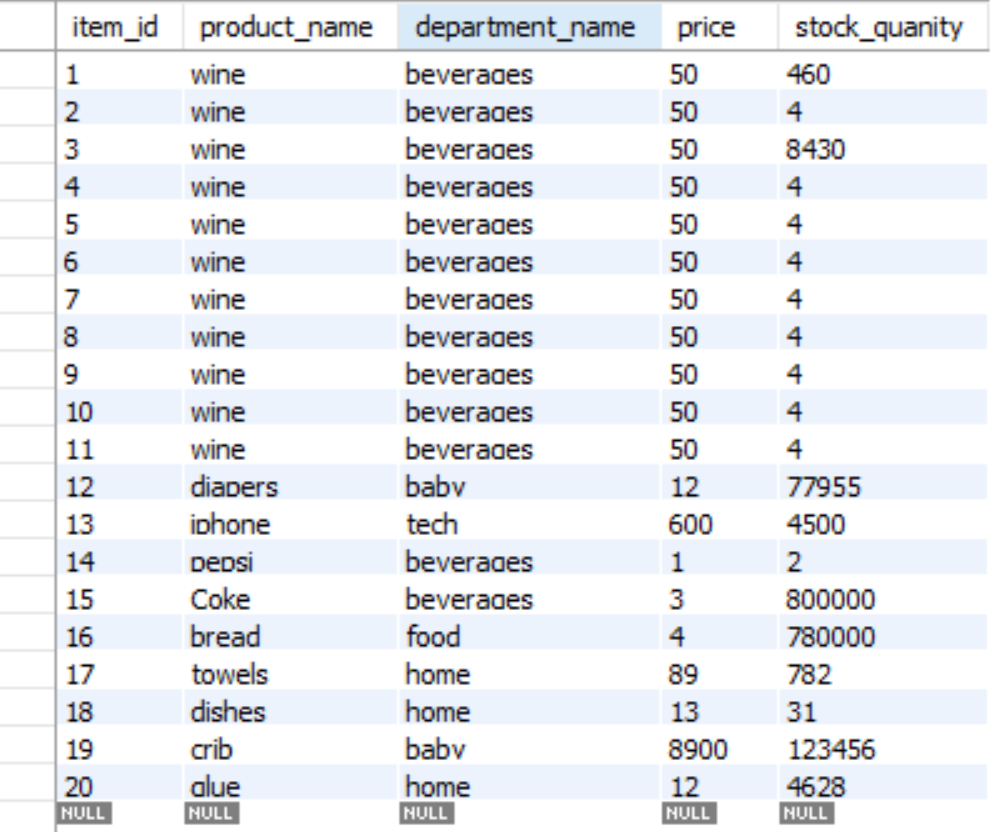 item_id product_name department_name price stock_quanity
1 wine beverages 50 460
2 wine beverages 50 4
3 wine beverages 50 8430
4 wine beverages 50 4
5 wine beverages 50 4
6 wine beverages 50 4
7 wine beverages 50 4
8 wine beverages 50 4
9 wine beverages 50 4
10 wine beverages 50 4
11 wine beverages 50 4
12 diapers baby 12 77955
13 iphone tech 600 4500
14 pepsi beverages 1 2
15 Coke beverages 3 800000
16 bread food 4 780000
17 towels home 89 782
18 dishes home 13 31
19 crib baby 8900 123456
20 glue home 12 4628
NULL NULL NULL NULL NULL